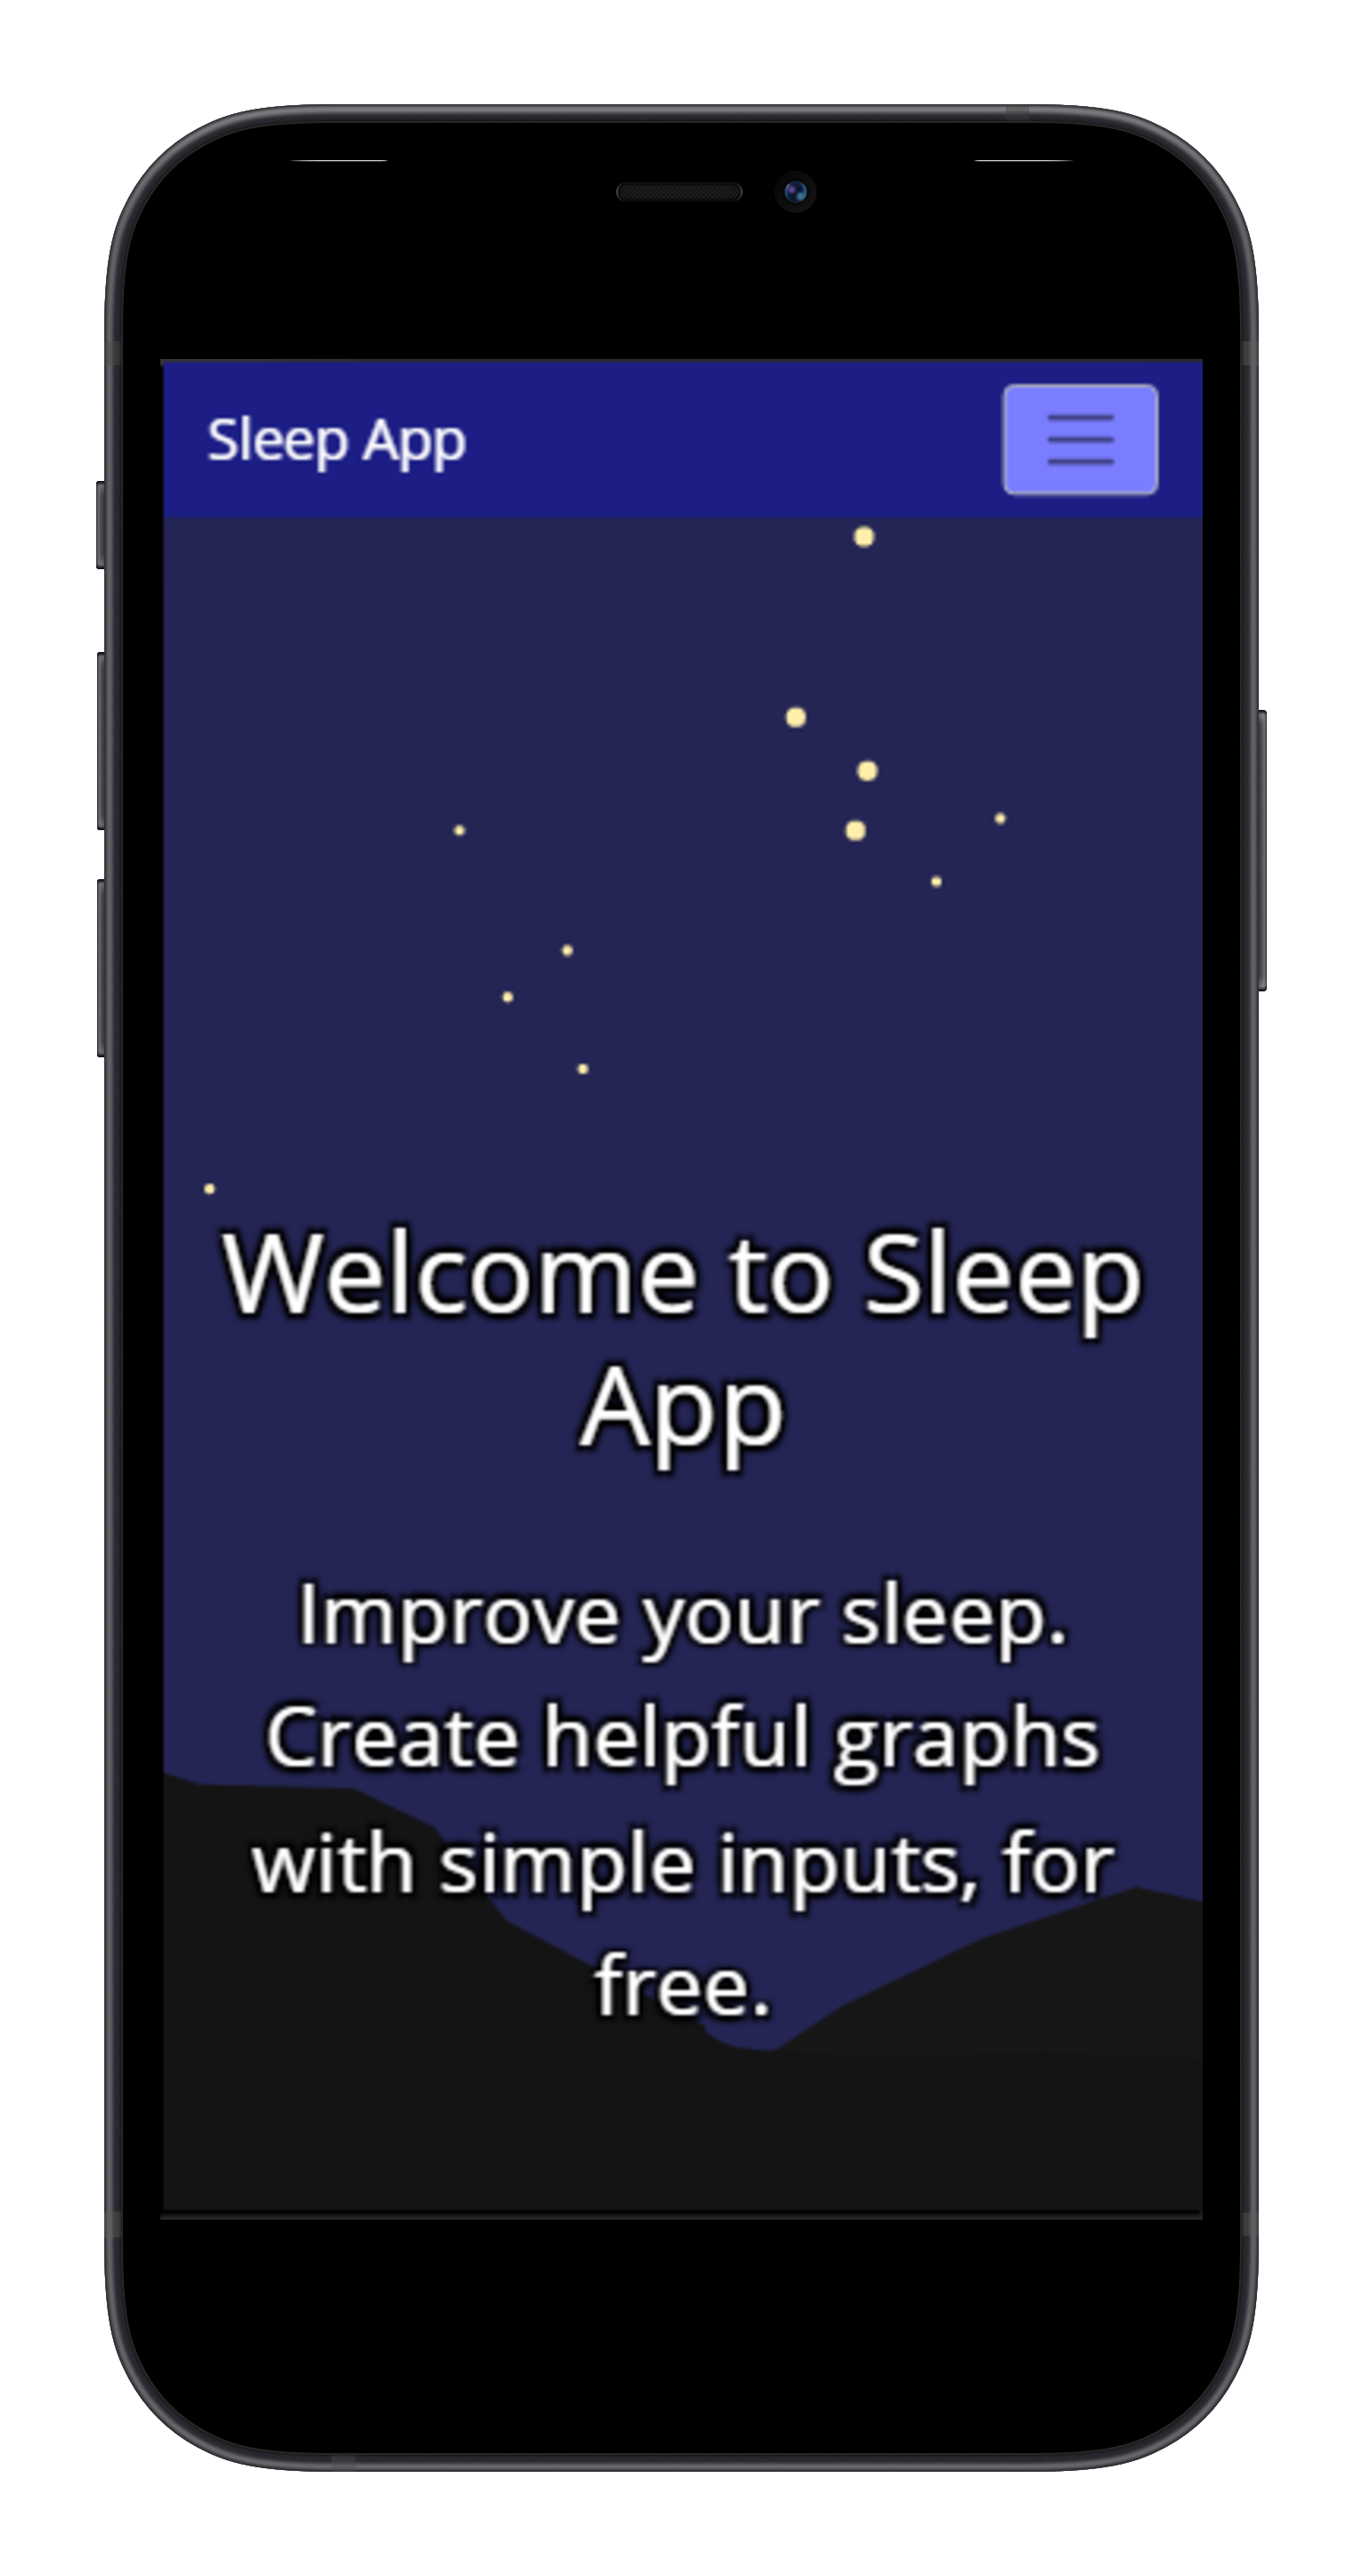 Sleep App
Welcome to Sleep
App
Improve your sleep.
Create helpful graphs
with simple inputs, for
free.